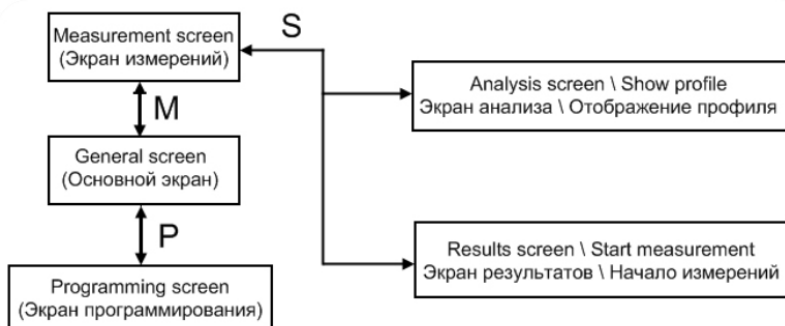 Measurement screen
(Экран измерений)
S
Analysis screen \ Show profile
Экран анализа \ Отображение профиля
M
General screen
(Основной экран)
P
Results screen \ Start measurement
Экран результатов \ Начало измерений
Programming screen
(Экран программирования)